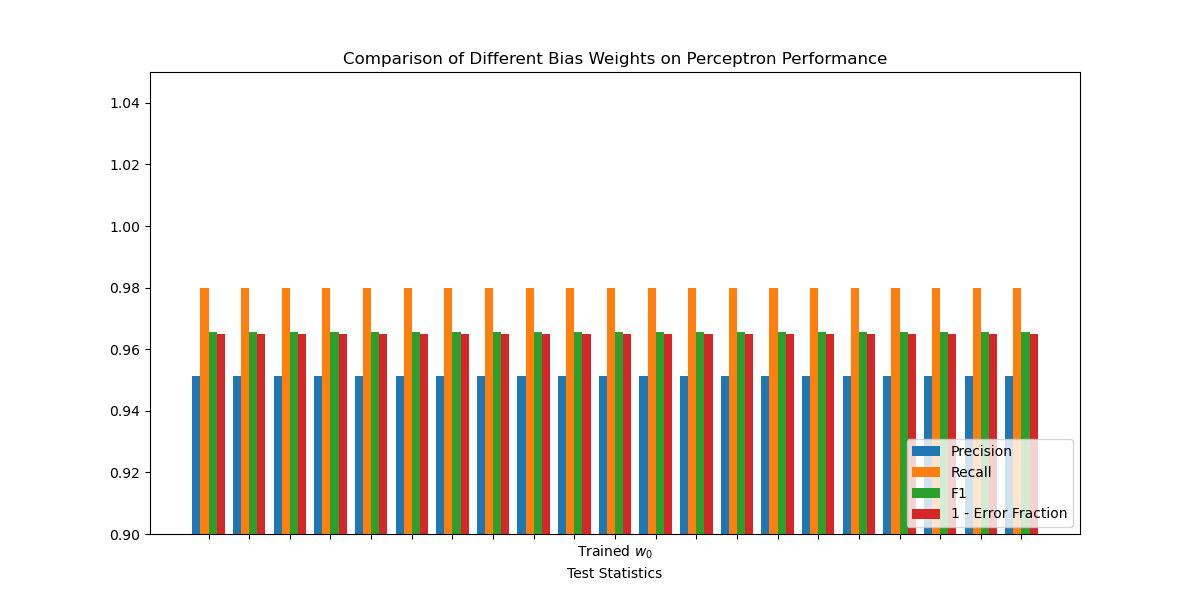 Comparison of Different Bias Weights on Perceptron Performance
1.04
1.02
1.00
0.98
0.96
0.94
0.92
0.90
Precision
Recall
F1
1 - Error Fraction
Trained w₀
Test Statistics